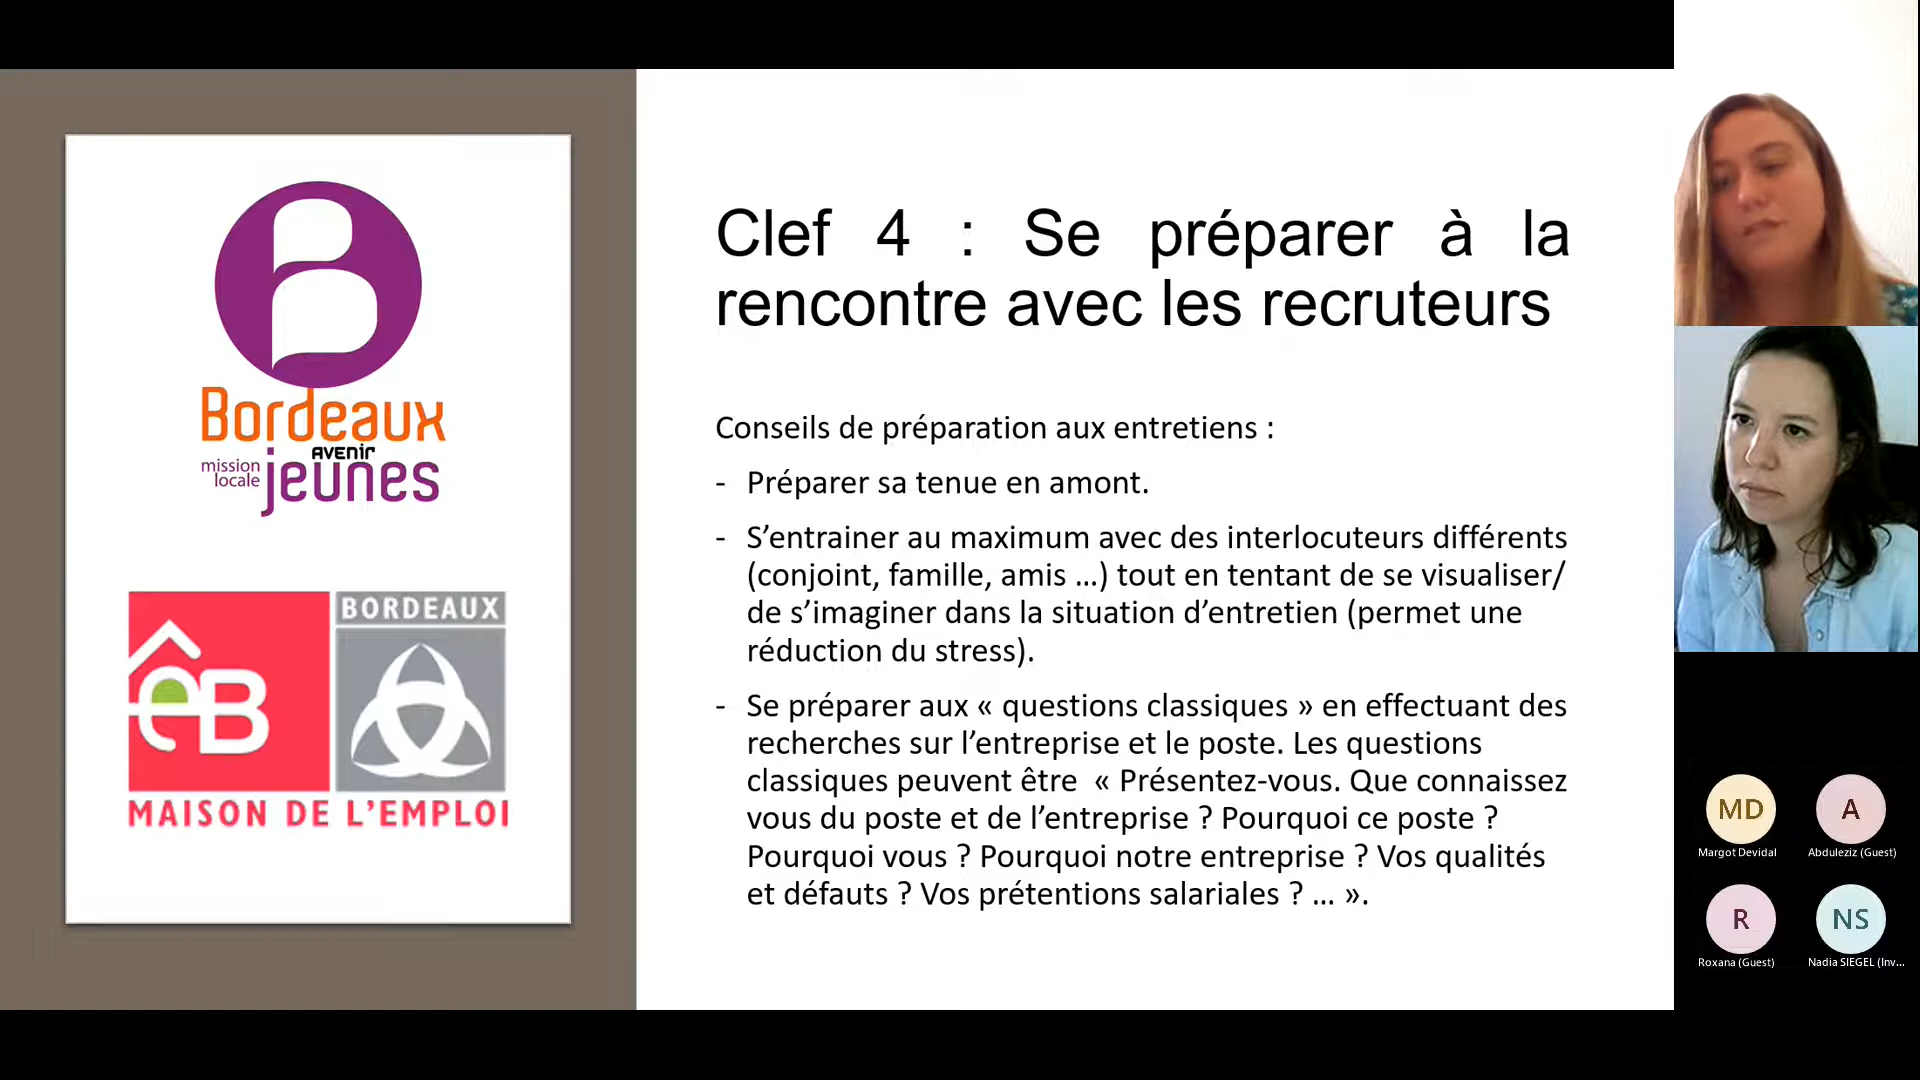 Bordeaux
AVENIR
mission
locale
jeunes
êB
BORDEAUX
MAISON DE L'EMPLOI
Clef 4 : Se préparer à la
rencontre avec les recruteurs
Conseils de préparation aux entretiens :
- Préparer sa tenue en amont.
- S’entrainer au maximum avec des interlocuteurs différents
(conjoint, famille, amis …) tout en tentant de se visualiser/
de s’imaginer dans la situation d’entretien (permet une
réduction du stress).
- Se préparer aux « questions classiques » en effectuant des
recherches sur l’entreprise et le poste. Les questions
classiques peuvent être « Présentez-vous. Que connaissez
vous du poste et de l’entreprise ? Pourquoi ce poste ?
Pourquoi vous ? Pourquoi notre entreprise ? Vos qualités
et défauts ? Vos prétentions salariales ? … ».
MD
Margot Devidal
A
Abduleziz (Guest)
R
Roxana (Guest)
NS
Nadia SIEGEL (Inv...